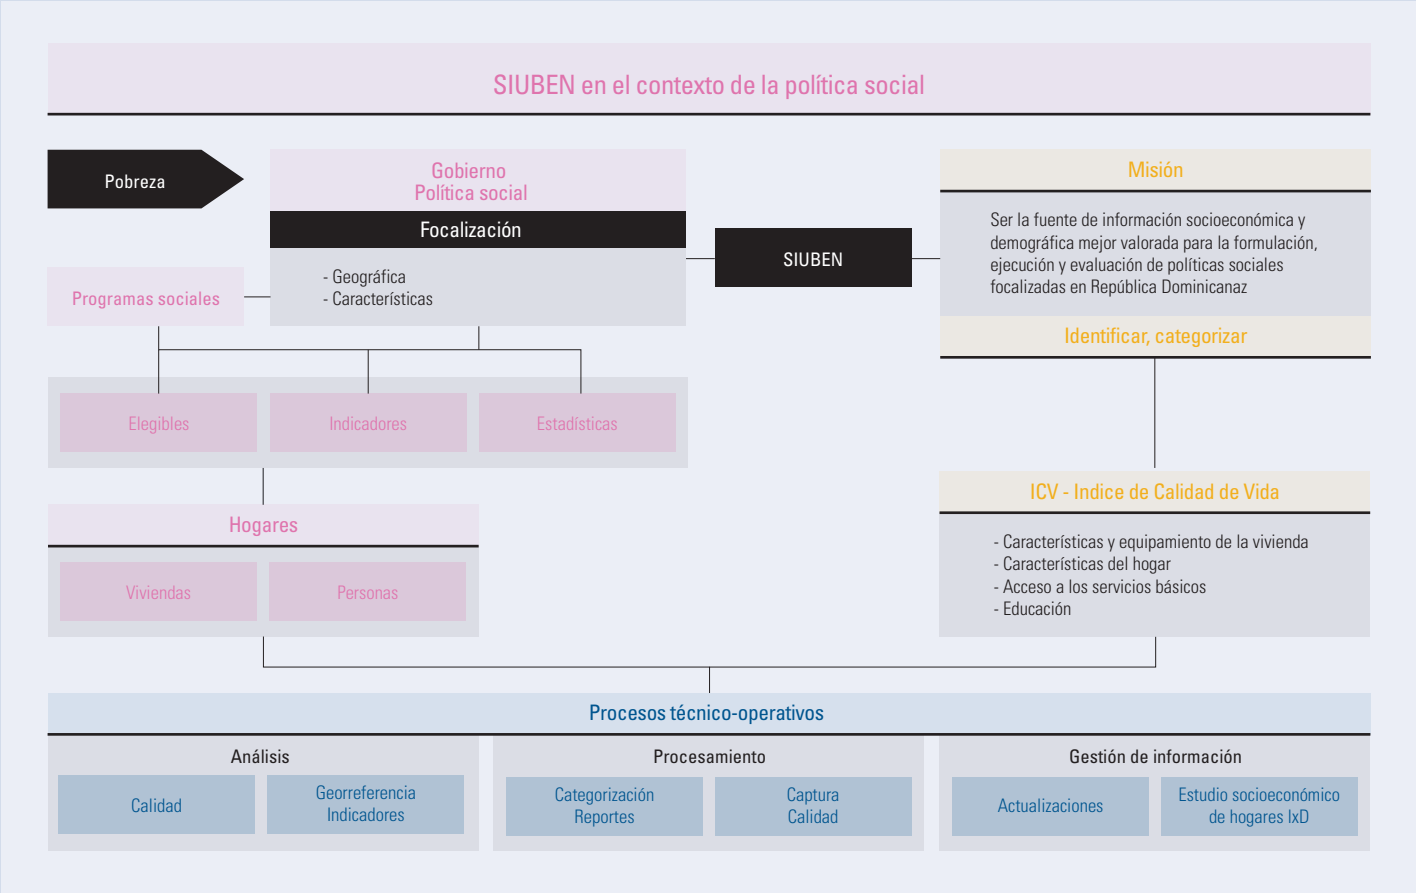 SIUBEN en el contexto de la política social
Pobreza
Gobierno
Política social
Focalización
- Geográfica
- Características
Programas sociales
SIUBEN
Misión
Ser la fuente de información socioeconómica y
demográfica mejor valorada para la formulación,
ejecución y evaluación de políticas sociales
focalizadas en República Dominicanaz
Identificar, categorizar
Elegibles
Indicadores
Estadísticas
Hogares
Viviendas
Personas
ICV - Indice de Calidad de Vida
- Características y equipamiento de la vivienda
- Características del hogar
- Acceso a los servicios básicos
- Educación
Procesos técnico-operativos
Análisis
Calidad
Georreferencia
Indicadores
Procesamiento
Categorización
Reportes
Captura
Calidad
Gestión de información
Actualizaciones
Estudio socioeconómico
de hogares IxD